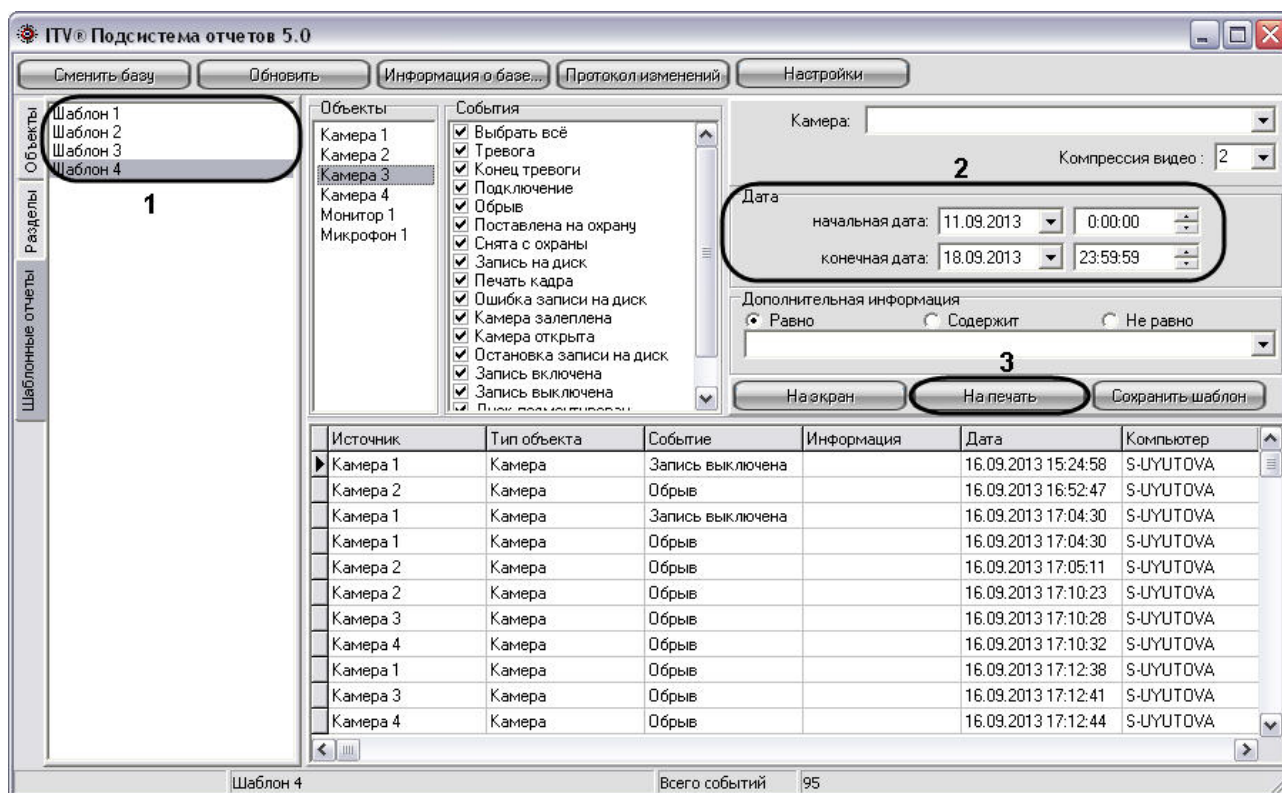 ITV® Подсистема отчетов 5.0
Сменить базу
Обновить
Информация о базе...
Протокол изменений
Настройки
Объекты
Разделы
Шаблонные отчеты
Шаблон 1
Шаблон 2
Шаблон 3
Шаблон 4
1
Объекты
Камера 1
Камера 2
Камера 3
Камера 4
Монитор 1
Микрофон 1
События
Выбрать всё
Тревога
Конец тревоги
Подключение
Обрыв
Поставлена на охрану
Снята с охраны
Запись на диск
Печать кадра
Ошибка записи на диск
Камера залеплена
Камера открыта
Остановка записи на диск
Запись включена
Запись выключена
Камера:
Компрессия видео : 2
2
Дата
начальная дата: 11.09.2013 0:00:00
конечная дата: 18.09.2013 23:59:59
Дополнительная информация
Равно Содержит Не равно
3
На экран На печать Сохранить шаблон
Источник Тип объекта Событие Информация Дата Компьютер
Камера 1 Камера Запись выключена 16.09.2013 15:24:58 S-UYUTOVA
Камера 2 Камера Обрыв 16.09.2013 16:52:47 S-UYUTOVA
Камера 1 Камера Запись выключена 16.09.2013 17:04:30 S-UYUTOVA
Камера 1 Камера Обрыв 16.09.2013 17:04:30 S-UYUTOVA
Камера 2 Камера Обрыв 16.09.2013 17:05:11 S-UYUTOVA
Камера 2 Камера Обрыв 16.09.2013 17:10:23 S-UYUTOVA
Камера 3 Камера Обрыв 16.09.2013 17:10:28 S-UYUTOVA
Камера 4 Камера Обрыв 16.09.2013 17:10:32 S-UYUTOVA
Камера 1 Камера Обрыв 16.09.2013 17:12:38 S-UYUTOVA
Камера 3 Камера Обрыв 16.09.2013 17:12:41 S-UYUTOVA
Камера 4 Камера Обрыв 16.09.2013 17:12:44 S-UYUTOVA
Шаблон 4 Всего событий 95